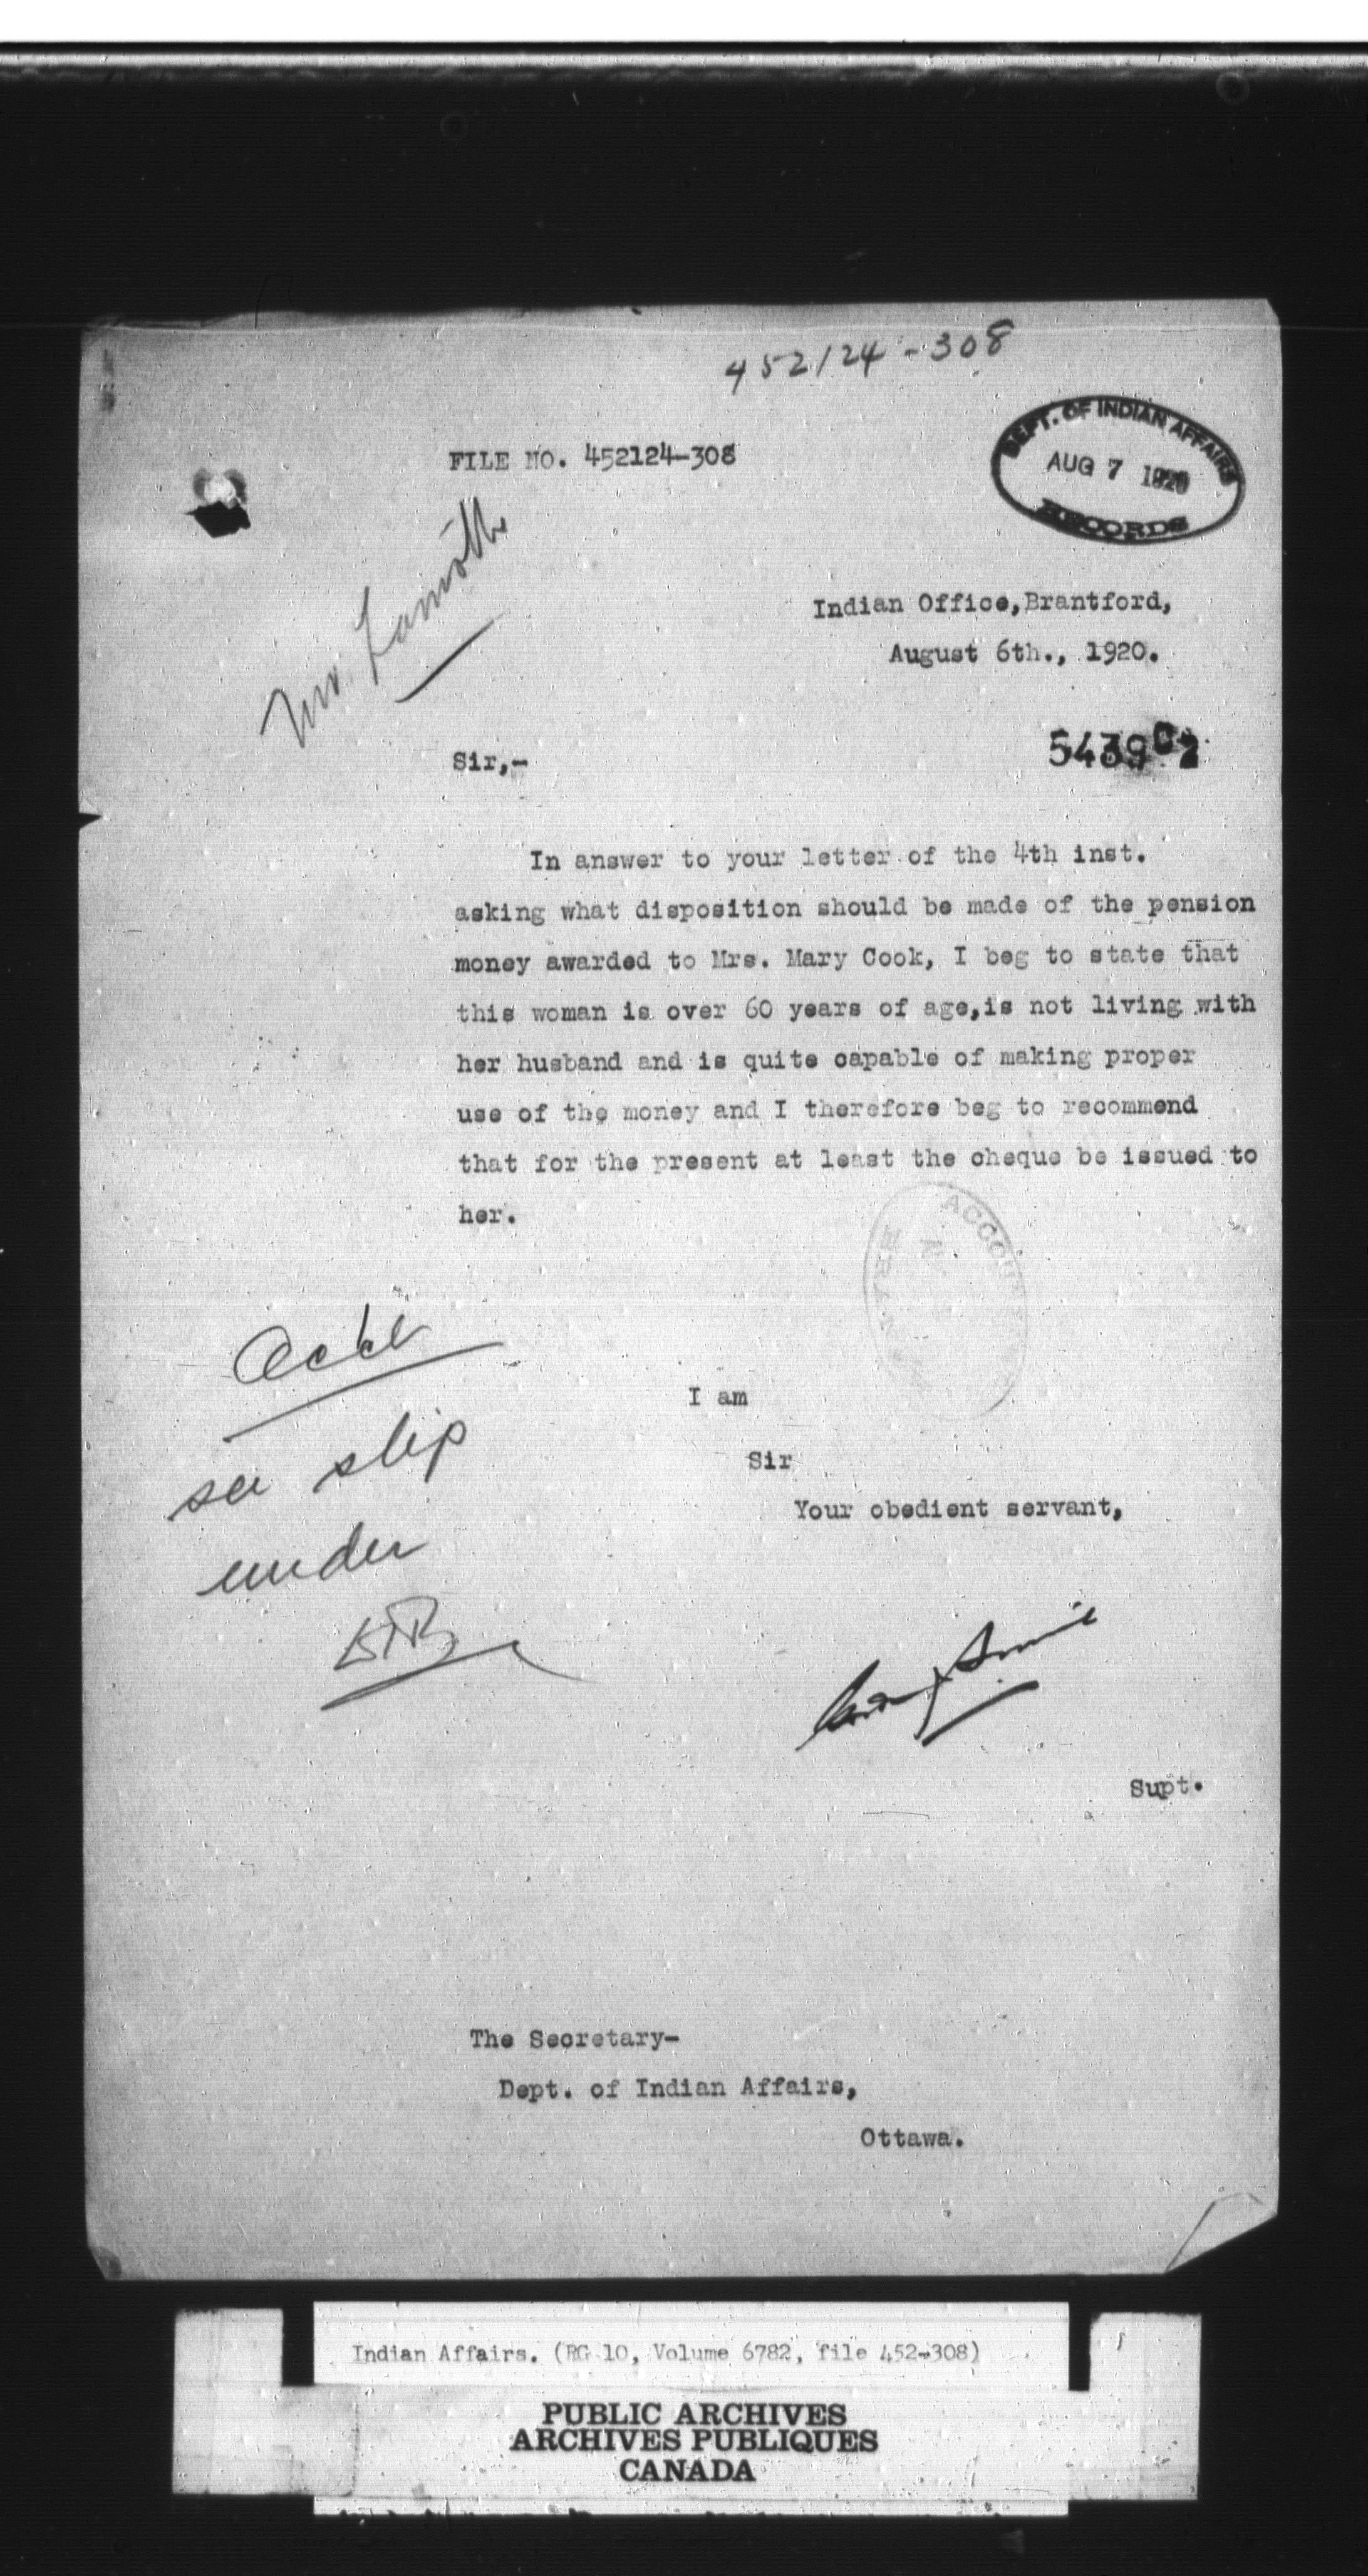 452124-308
DEPT. OF INDIAN AFFAIRS
AUG 7 1920
RECORDS
FILE NO. 452124-308
Mr.
Indian Office,Brantford,
August 6th., 1920.
5439
Sir,-
In answer to your letter of the 4th inst.
asking what disposition should be made of the pension
money awarded to Mrs. Mary Cook, I beg to state that
this woman is over 60 years of age,is not living with
her husband and is quite capable of making proper
use of the money and I therefore beg to recommend
that for the present at least the cheque be issued to
her.
ACCOU
I am
see slip
Sir
Your obedient servant,
under
Supt.
The Secretary-
Dept. of Indian Affairs,
Ottawa.
Indian Affairs. (RG 10, Volume 6782, file 452-308)
PUBLIC ARCHIVES
ARCHIVES PUBLIQUES
CANADA